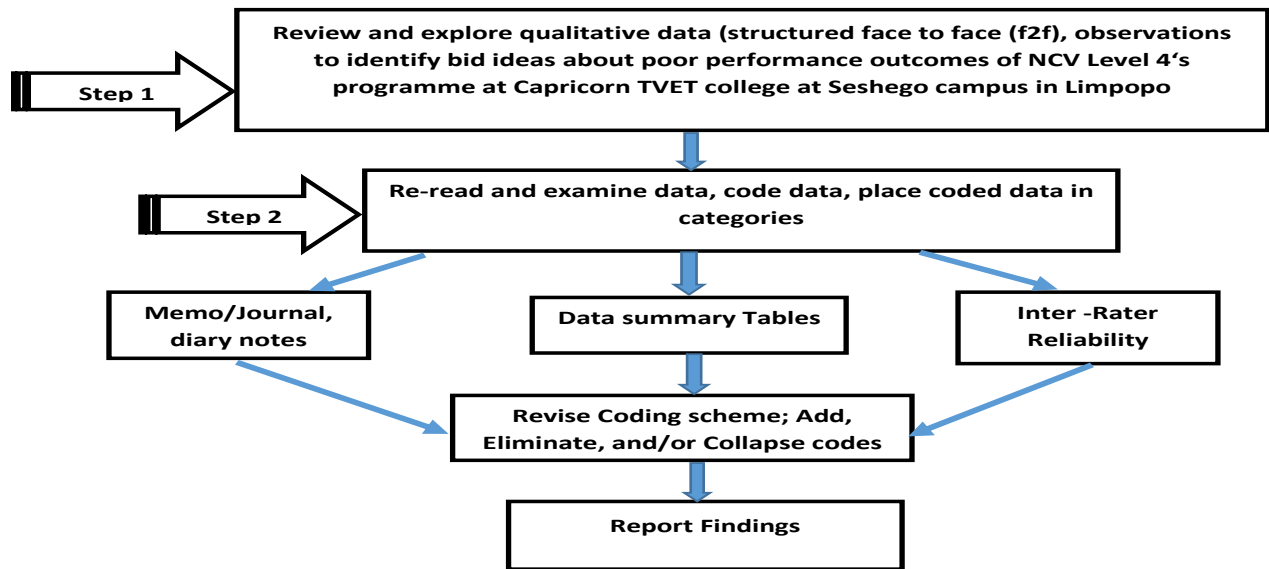 Review and explore qualitative data (structured face to face (f2f), observations
to identify bid ideas about poor performance outcomes of NCV Level 4‘s
programme at Capricorn TVET college at Seshego campus in Limpopo
Step 1
Re-read and examine data, code data, place coded data in
categories
Step 2
Memo/Journal,
diary notes
Data summary Tables
Inter -Rater
Reliability
Revise Coding scheme; Add,
Eliminate, and/or Collapse codes
Report Findings